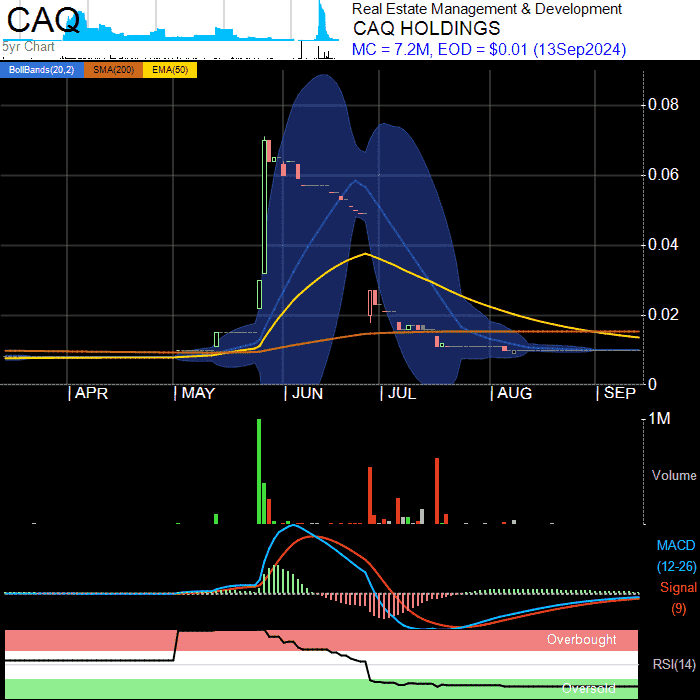 CAQ
5yr Chart
Real Estate Management & Development
CAQ HOLDINGS
MC = 7.2M, EOD = $0.01 (13Sep2024)
BollBands(20,2) SMA(200) EMA(50)
0.08
0.06
0.04
0.02
0
APR MAY JUN JUL AUG SEP
1M
Volume
MACD
(12-26)
Signal
(9)
Overbought
RSI(14)
Oversold